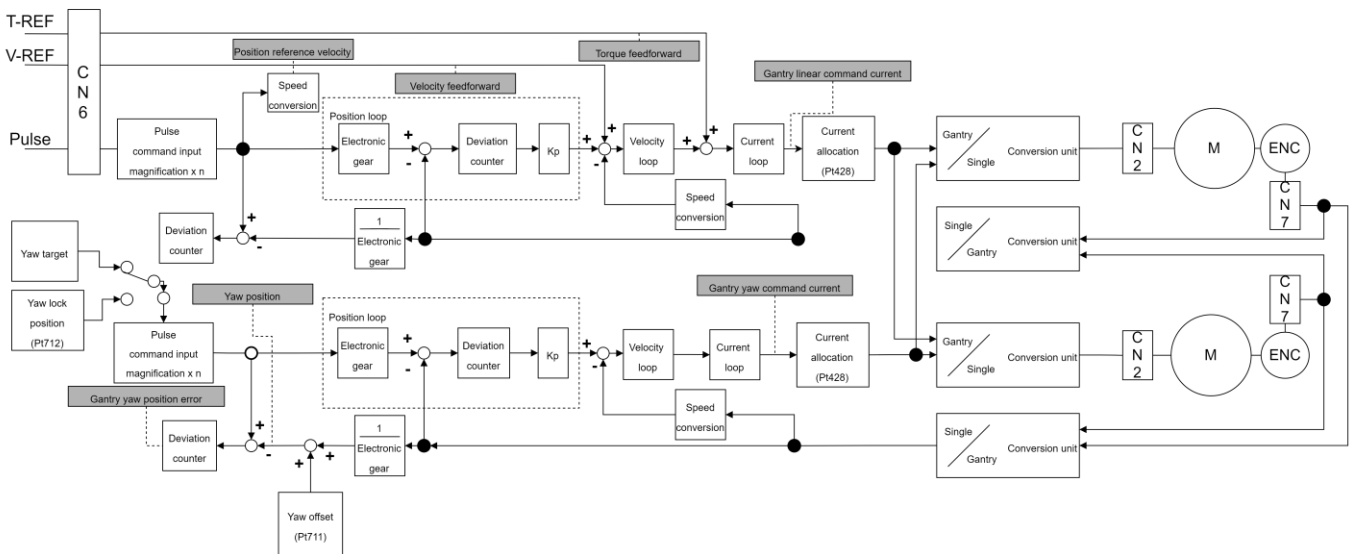 T-REF
V-REF
Pulse
C
N
6
Position reference velocity
Torque feedforward
Velocity feedforward
Gantry linear command current
Speed
conversion
Pulse
command input
magnification x n
Position loop
Electronic
gear
+
-
Deviation
counter
Kp
+
+
-
Velocity
loop
+
+
Current
loop
Current
allocation
(Pt428)
Gantry
Single
Conversion unit
C
N
2
M
ENC
C
N
7
Speed
conversion
Deviation
counter
+
-
1
Electronic
gear
Single
Gantry
Conversion unit
Yaw target
Yaw lock
position
(Pt712)
Pulse
command input
magnification x n
Yaw position
Gantry yaw command current
Position loop
Electronic
gear
+
-
Deviation
counter
Kp
+
-
Velocity
loop
Current
loop
Current
allocation
(Pt428)
Gantry
Single
Conversion unit
C
N
2
M
ENC
C
N
7
Gantry yaw position error
Speed
conversion
Deviation
counter
+
-
+
+
1
Electronic
gear
Single
Gantry
Conversion unit
Yaw offset
(Pt711)